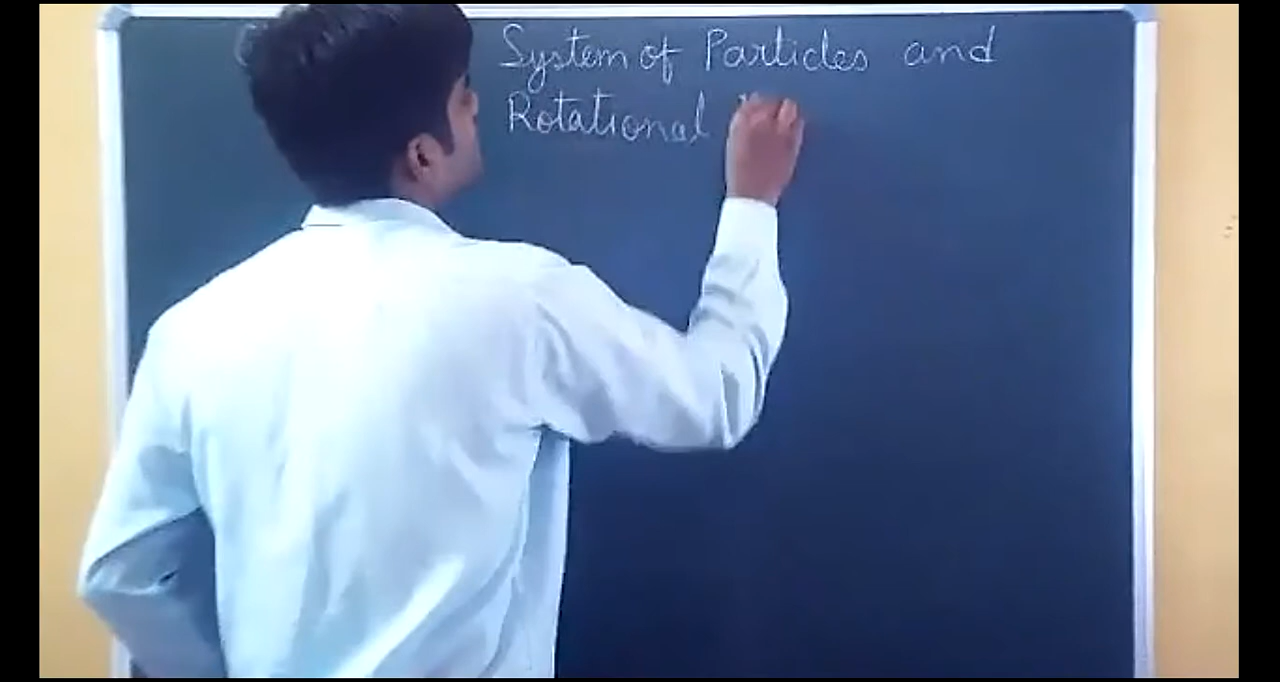 System of Particles and
Rotational